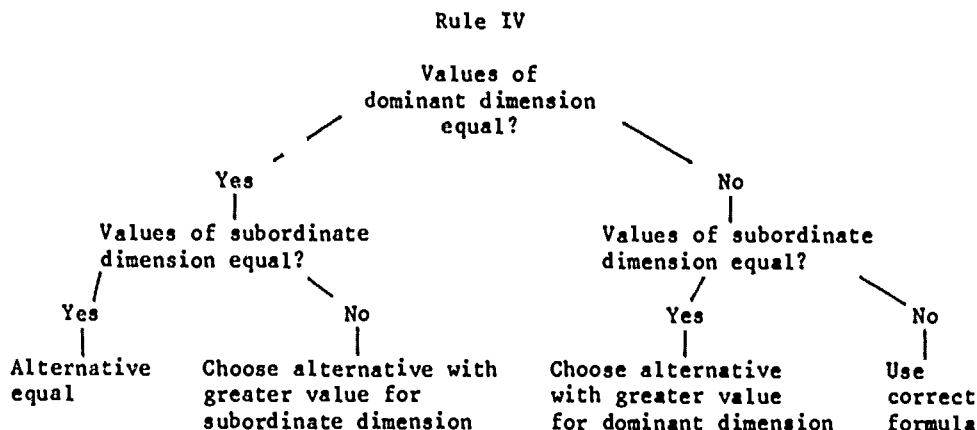 Rule IV
Values of
dominant dimension
equal?
Yes
No
Values of subordinate
dimension equal?
Values of subordinate
dimension equal?
Yes
No
Yes
No
Alternative
equal
Choose alternative with
greater value for
subordinate dimension
Choose alternative
with greater value
for dominant dimension
Use
correct
formula